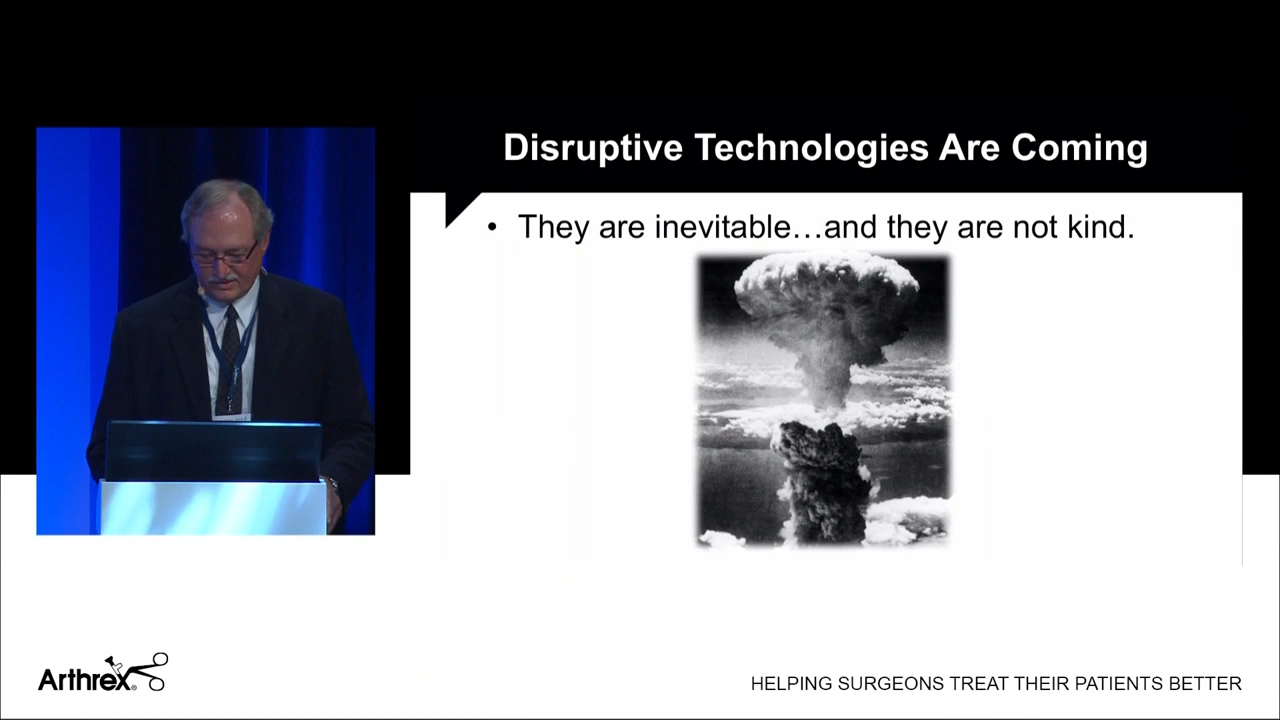 Disruptive Technologies Are Coming
• They are inevitable…and they are not kind.
Arthrex®
HELPING SURGEONS TREAT THEIR PATIENTS BETTER